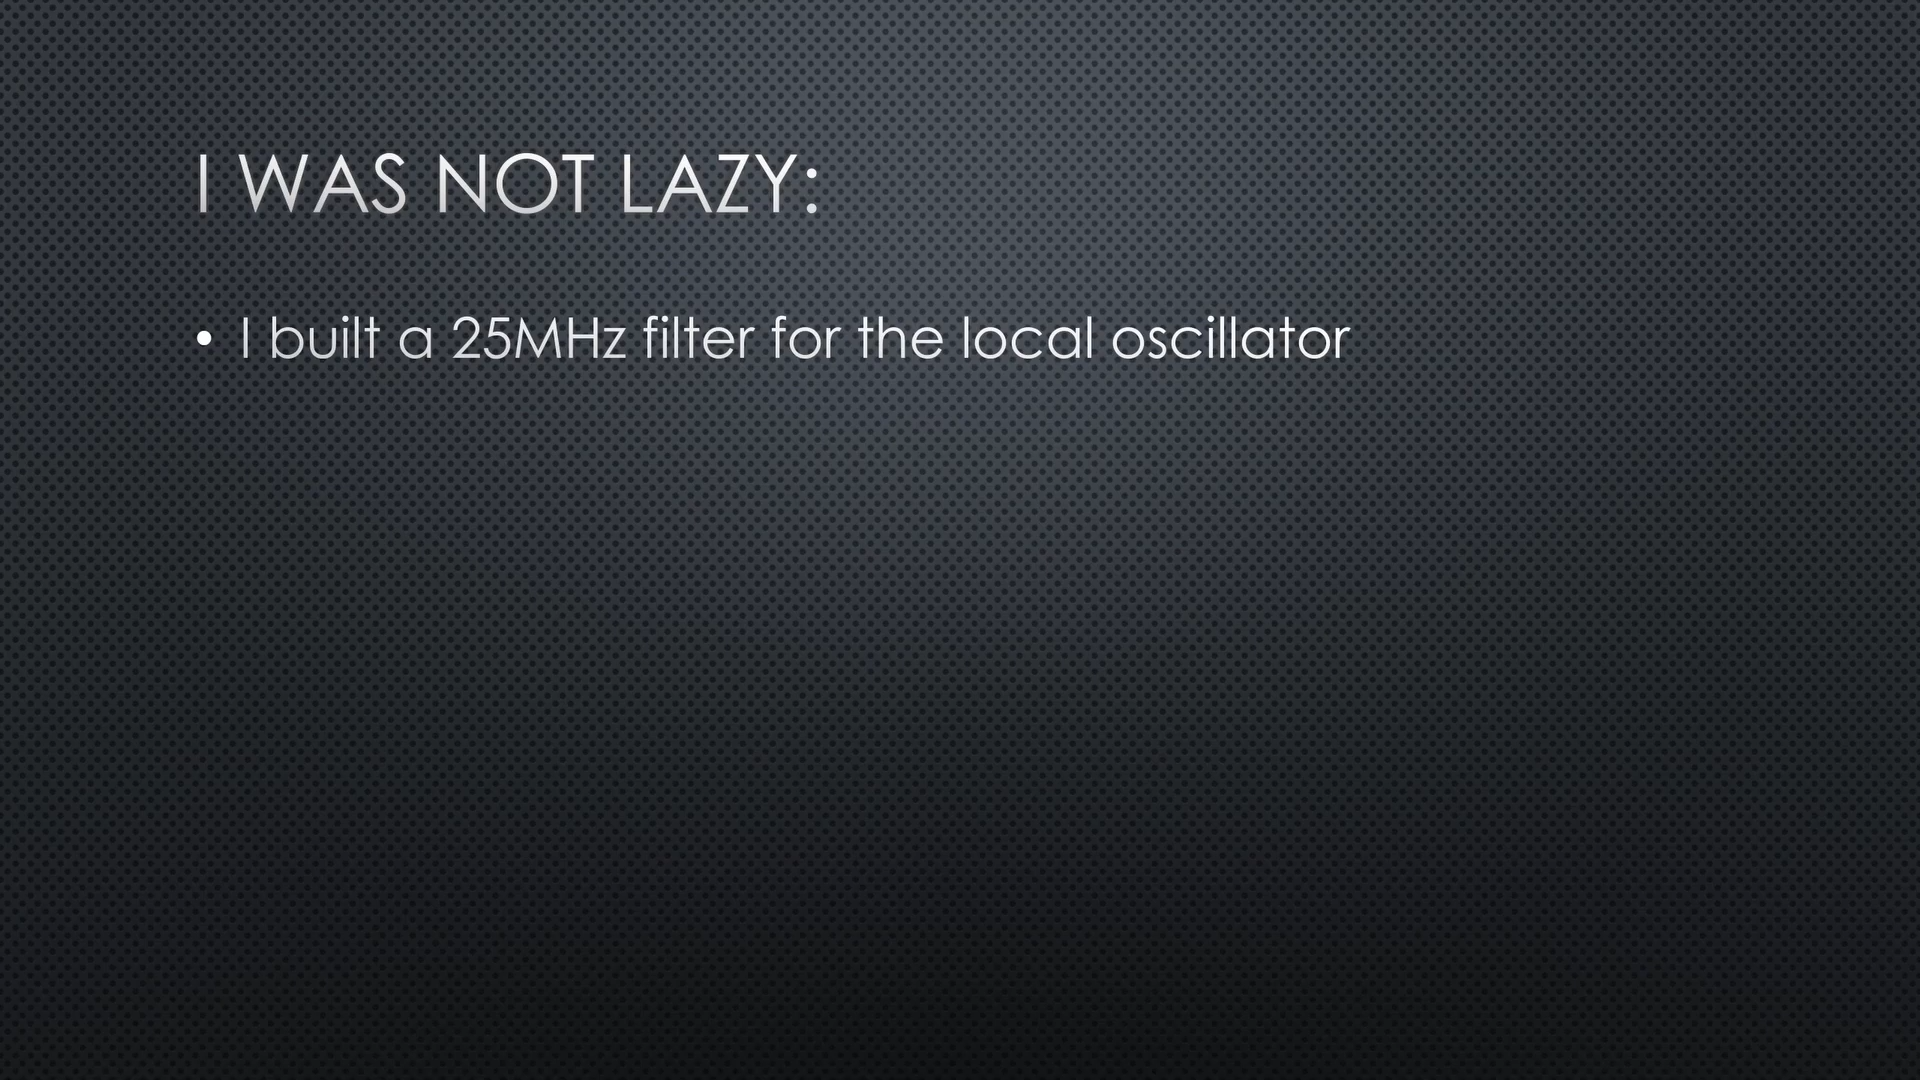 I WAS NOT LAZY:
• I built a 25MHz filter for the local oscillator